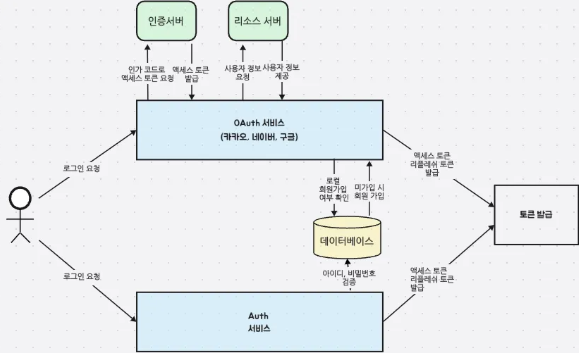 인증서버
리소스 서버
인가 코드로
액세스 토큰 요청
액세스 토큰
발급
사용자 정보
요청
사용자 정보
제공
OAuth 서비스
(카카오, 네이버, 구글)
로그인 요청
로컬
회원가입
여부 확인
미가입 시
회원 가입
액세스 토큰
리플레쉬 토큰
발급
토큰 발급
데이터베이스
로그인 요청
아이디, 비밀번호
검증
액세스 토큰
리플레쉬 토큰
발급
Auth
서비스